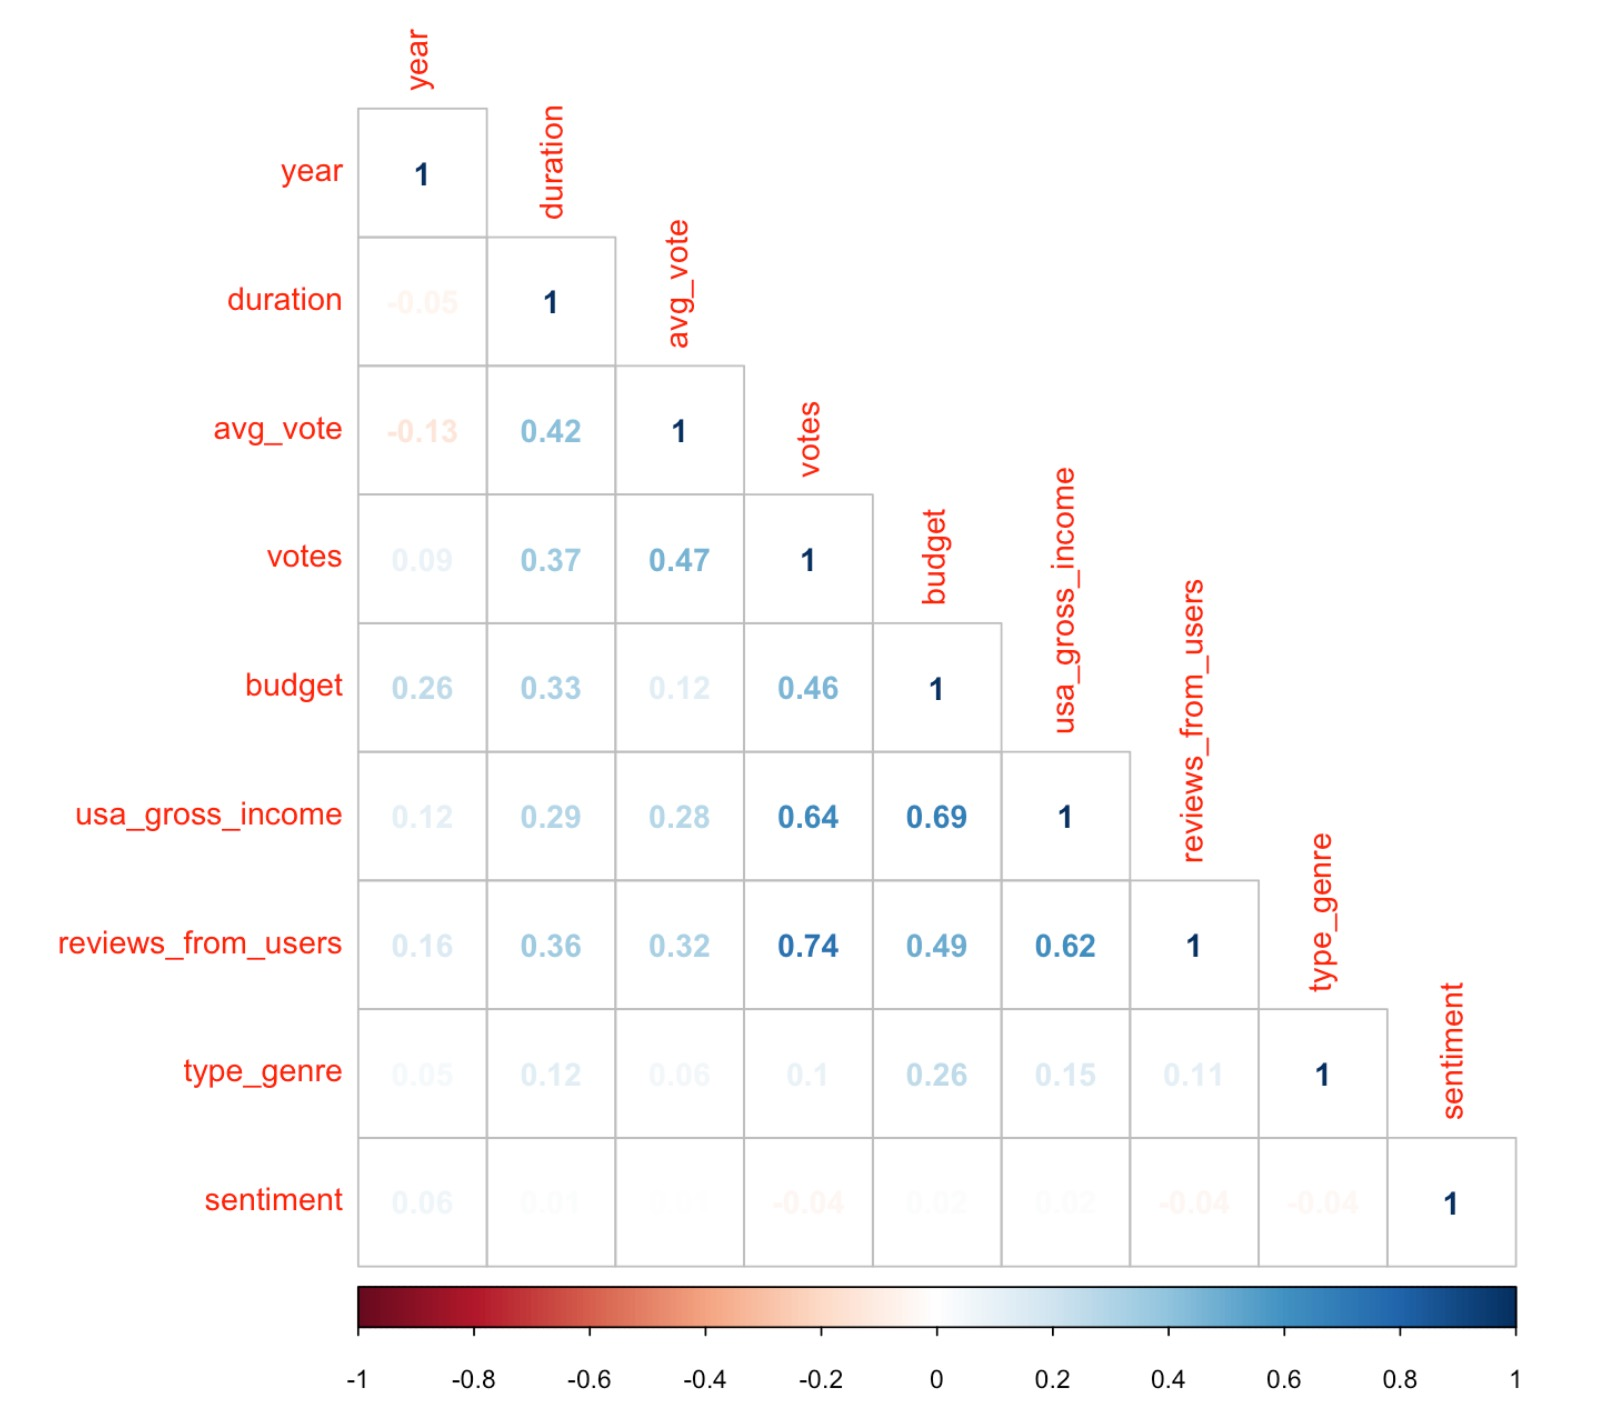 year
duration
avg_vote
votes
budget
usa_gross_income
reviews_from_users
type_genre
sentiment
year 1
duration -0.05 1
avg_vote -0.13 0.42 1
votes 0.09 0.37 0.47 1
budget 0.26 0.33 0.12 0.46 1
usa_gross_income 0.12 0.29 0.28 0.64 0.69 1
reviews_from_users 0.16 0.36 0.32 0.74 0.49 0.62 1
type_genre 0.05 0.12 0.06 0.1 0.26 0.15 0.11 1
sentiment 0.06 0.01 -0.04 0.02 0.02 -0.04 -0.04 1
-1 -0.8 -0.6 -0.4 -0.2 0 0.2 0.4 0.6 0.8 1